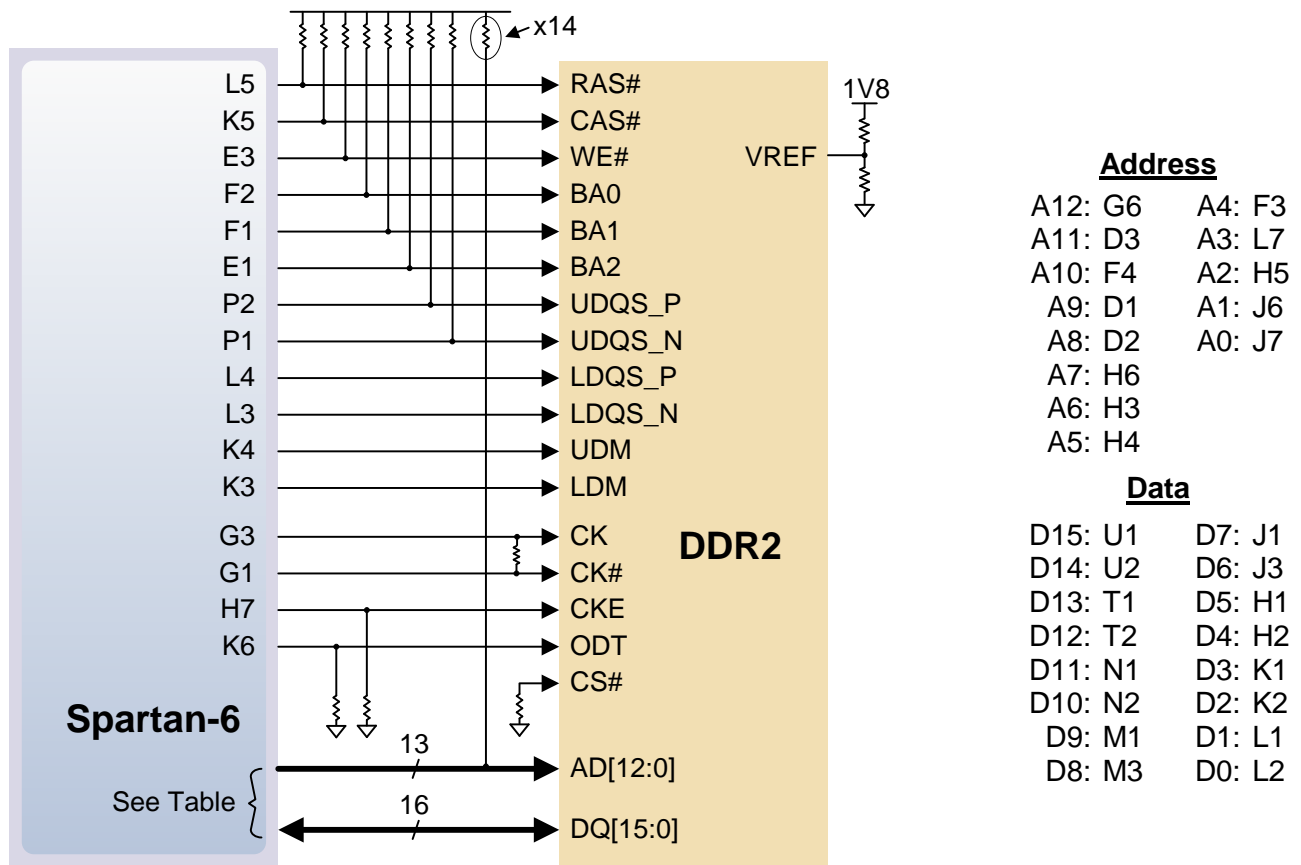 x14
L5 RAS#
K5 CAS#
E3 WE#
F2 BA0
F1 BA1
E1 BA2
P2 UDQS_P
P1 UDQS_N
L4 LDQS_P
L3 LDQS_N
K4 UDM
K3 LDM
G3 CK
G1 CK#
H7 CKE
K6 ODT
CS#
Spartan-6
DDR2
1V8
VREF
13
AD[12:0]
See Table
16
DQ[15:0]
Address
A12: G6 A4: F3
A11: D3 A3: L7
A10: F4 A2: H5
A9: D1 A1: J6
A8: D2 A0: J7
A7: H6
A6: H3
A5: H4
Data
D15: U1 D7: J1
D14: U2 D6: J3
D13: T1 D5: H1
D12: T2 D4: H2
D11: N1 D3: K1
D10: N2 D2: K2
D9: M1 D1: L1
D8: M3 D0: L2